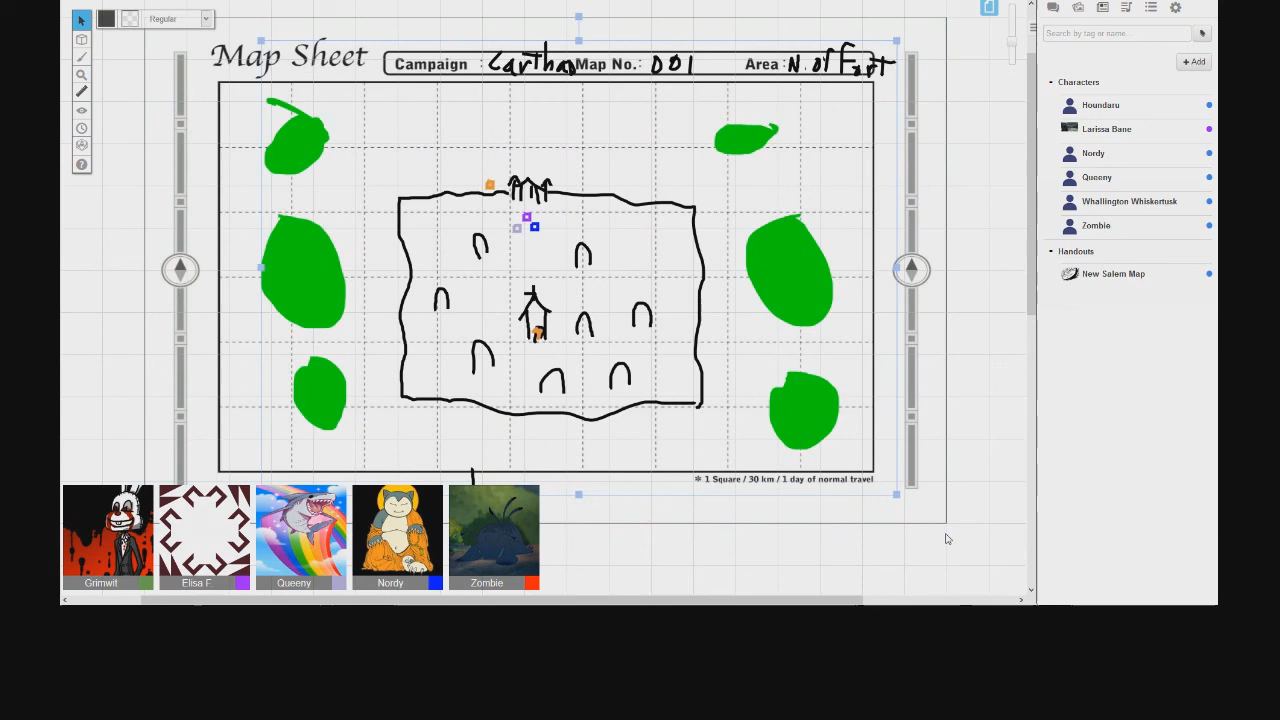 Regular
Search by tag or name...
+ Add
Map Sheet
Campaign : Carthao Map No.: 001 Area: N. of Fort
Characters
Houndaru
Larissa Bane
Nordy
Queeny
Whallington Whiskertusk
Zombie
Handouts
New Salem Map
※ 1 Square / 30 km / 1 day of normal travel
Grimwit
Elisa F.
Queeny
Nordy
Zombie